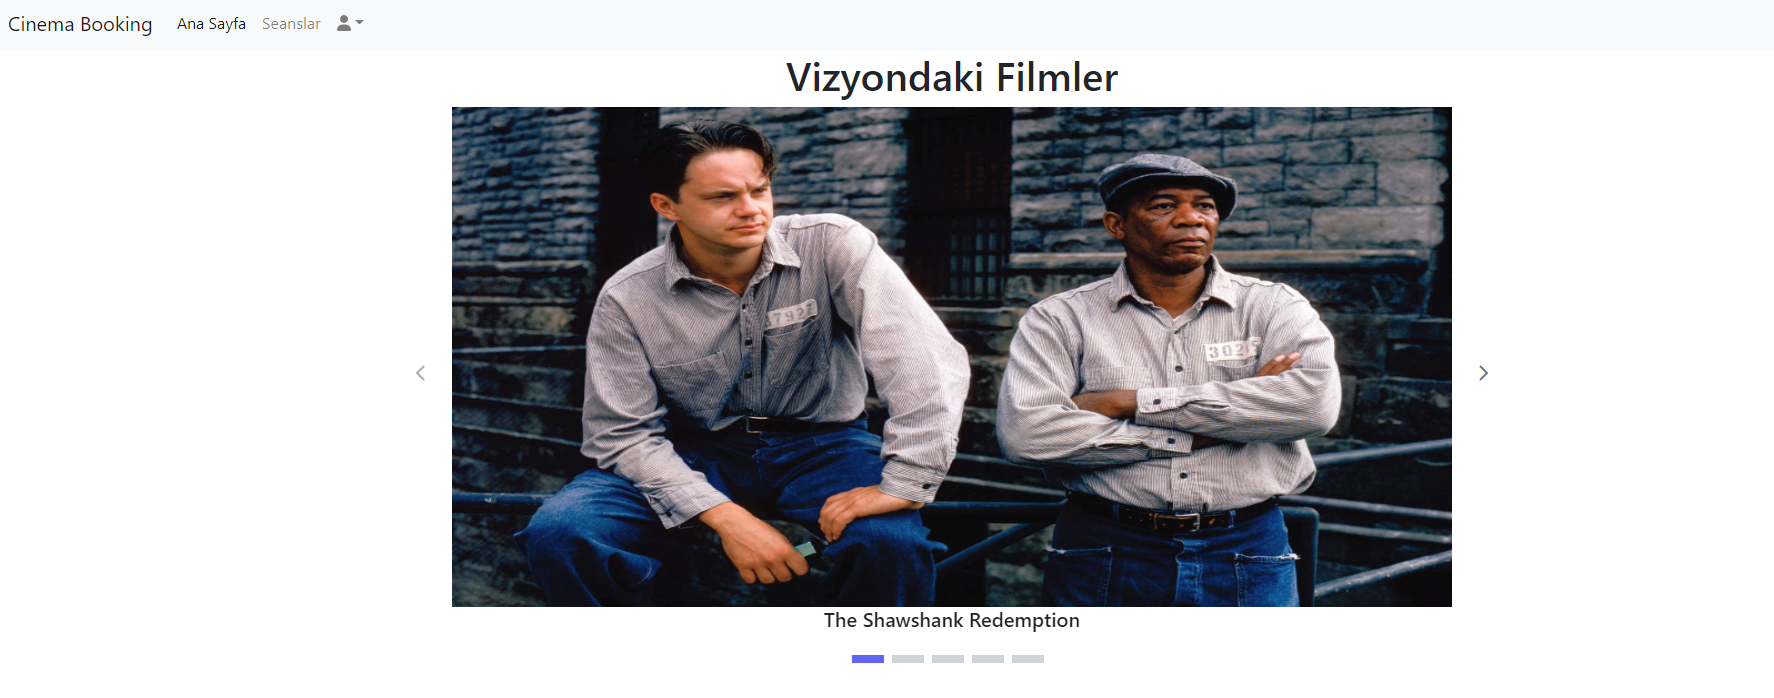 Cinema Booking Ana Sayfa Seanslar
Vizyondaki Filmler
The Shawshank Redemption